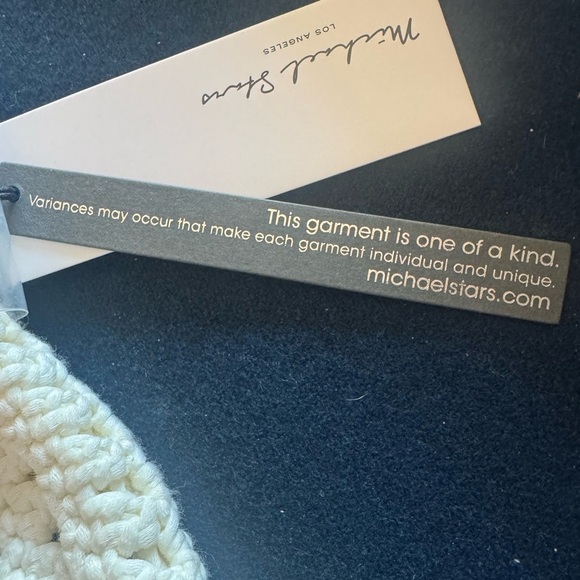 Michael Stars
LOS ANGELES
This garment is one of a kind.
Variances may occur that make each garment individual and unique.
michaelstars.com